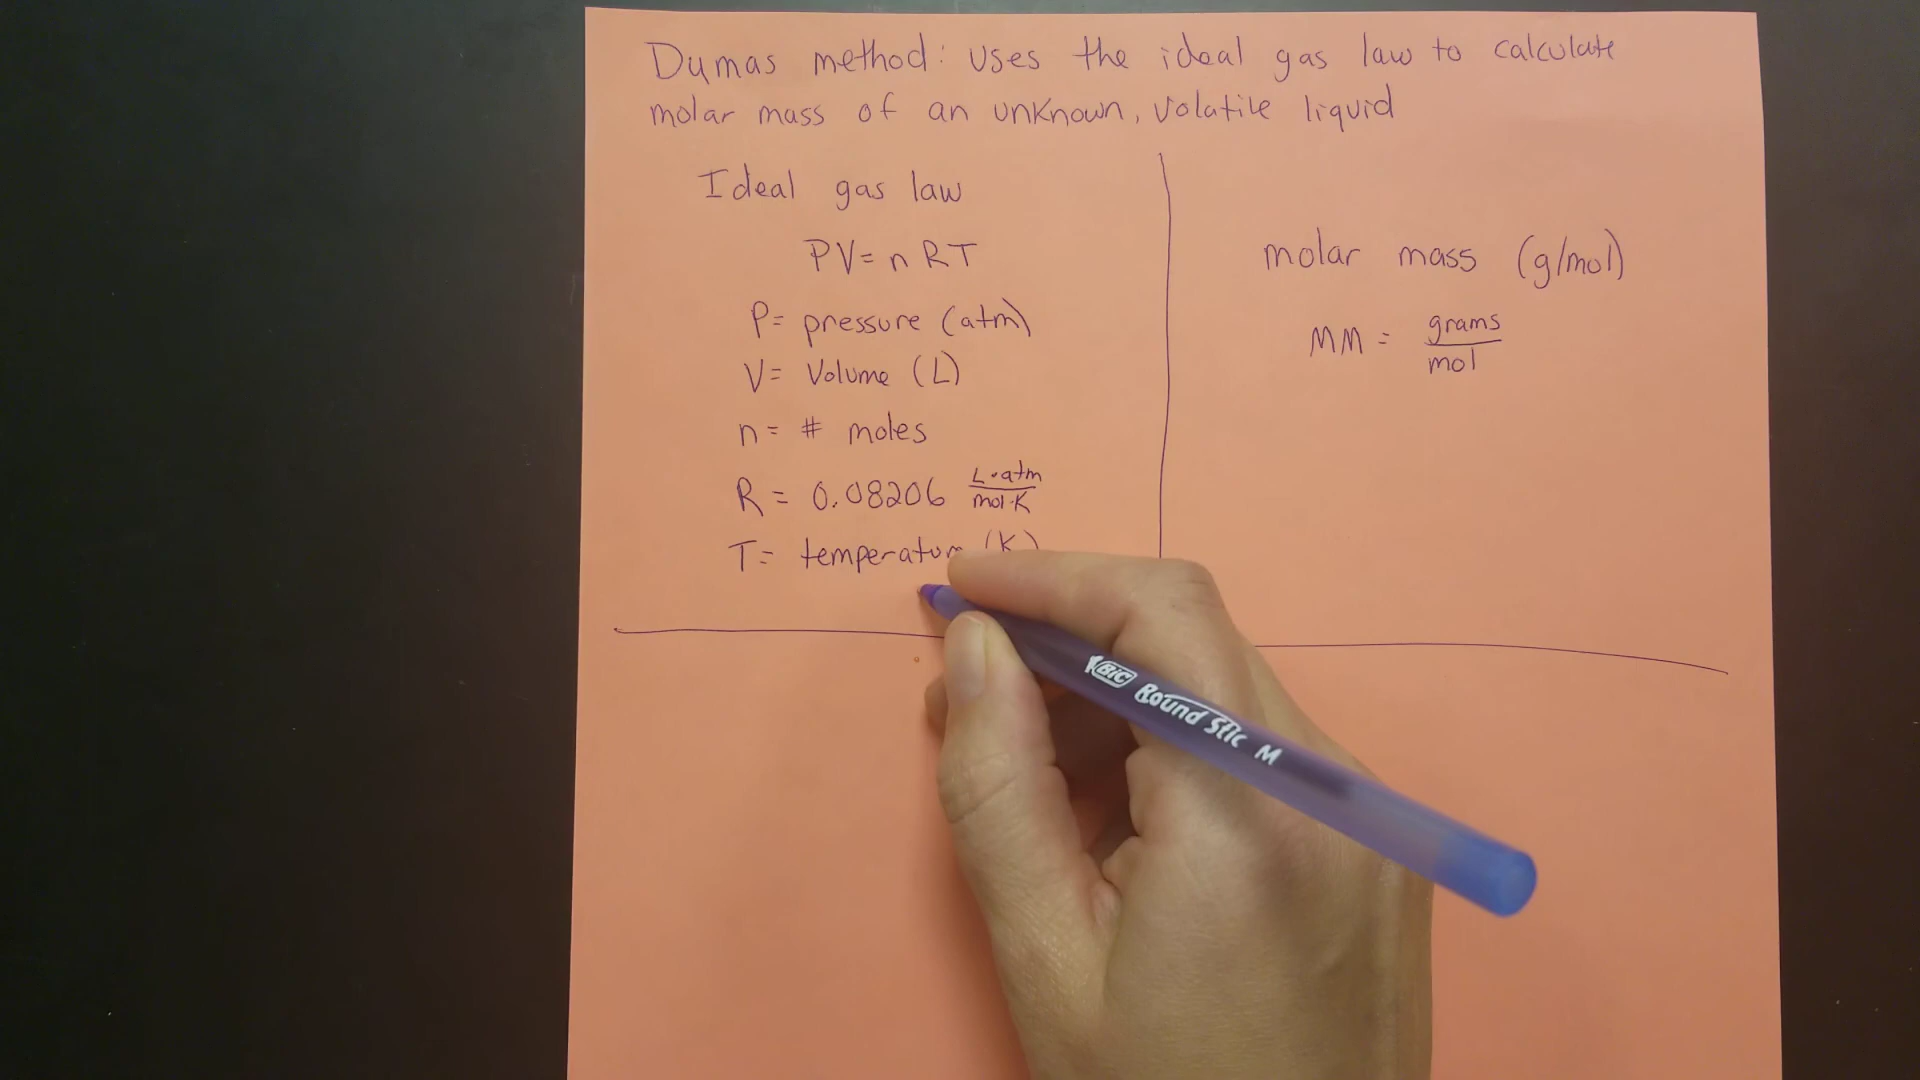 Dumas method: uses the ideal gas law to calculate
molar mass of an unknown, volatile liquid
Ideal gas law
PV= n RT
P= pressure (atm)
V= Volume (L)
n= # moles
R = 0.08206 L·atm
mol·K
T= temperature (K)
molar mass (g/mol)
MM = grams
mol
BIC Round Stic M